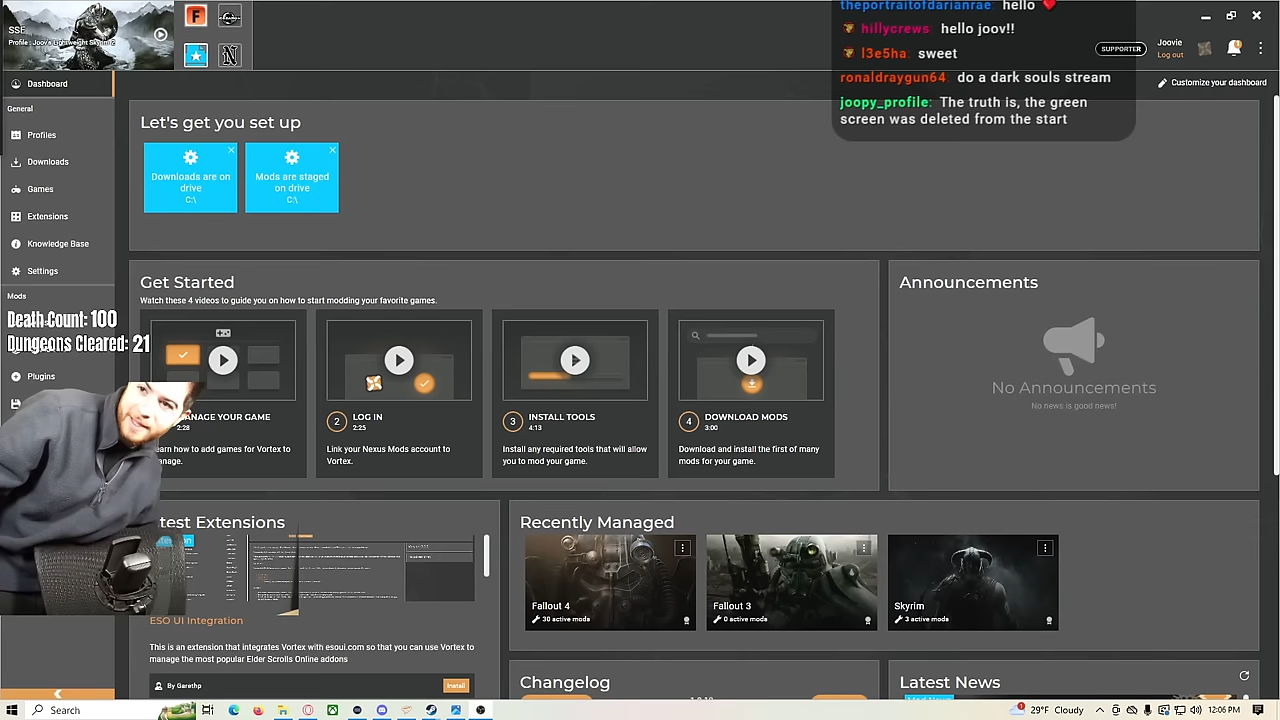 SSE
Profile : Joov's Lightweight Skyrim 2
F
N
theportraitofdarianrae hello
hillycrews hello joov!!
l3e5ha: sweet
ronaldraygun64: do a dark souls stream
joopy_profile: The truth is, the green
screen was deleted from the start
SUPPORTER
Joovie
Log out
Dashboard
Customize your dashboard
General
Profiles
Downloads
Games
Extensions
Knowledge Base
Settings
Mods
Death Count: 100
Dungeons Cleared: 21
Plugins
Let's get you set up
Downloads are on
drive
C:\
Mods are staged
on drive
C:\
Get Started
Watch these 4 videos to guide you on how to start modding your favorite games.
ANAGE YOUR GAME
2:28
earn how to add games for Vortex to
anage.
2
LOG IN
2:25
Link your Nexus Mods account to
Vortex.
3
INSTALL TOOLS
4:13
Install any required tools that will allow
you to mod your game.
4
DOWNLOAD MODS
3:00
Download and install the first of many
mods for your game.
Announcements
No Announcements
No news is good news!
test Extensions
ESO UI Integration
This is an extension that integrates Vortex with esoui.com so that you can use Vortex to
manage the most popular Elder Scrolls Online addons
By Garethp
Install
Recently Managed
Fallout 4
30 active mods
Fallout 3
0 active mods
Skyrim
3 active mods
Changelog
Latest News
Search
29°F Cloudy
12:06 PM